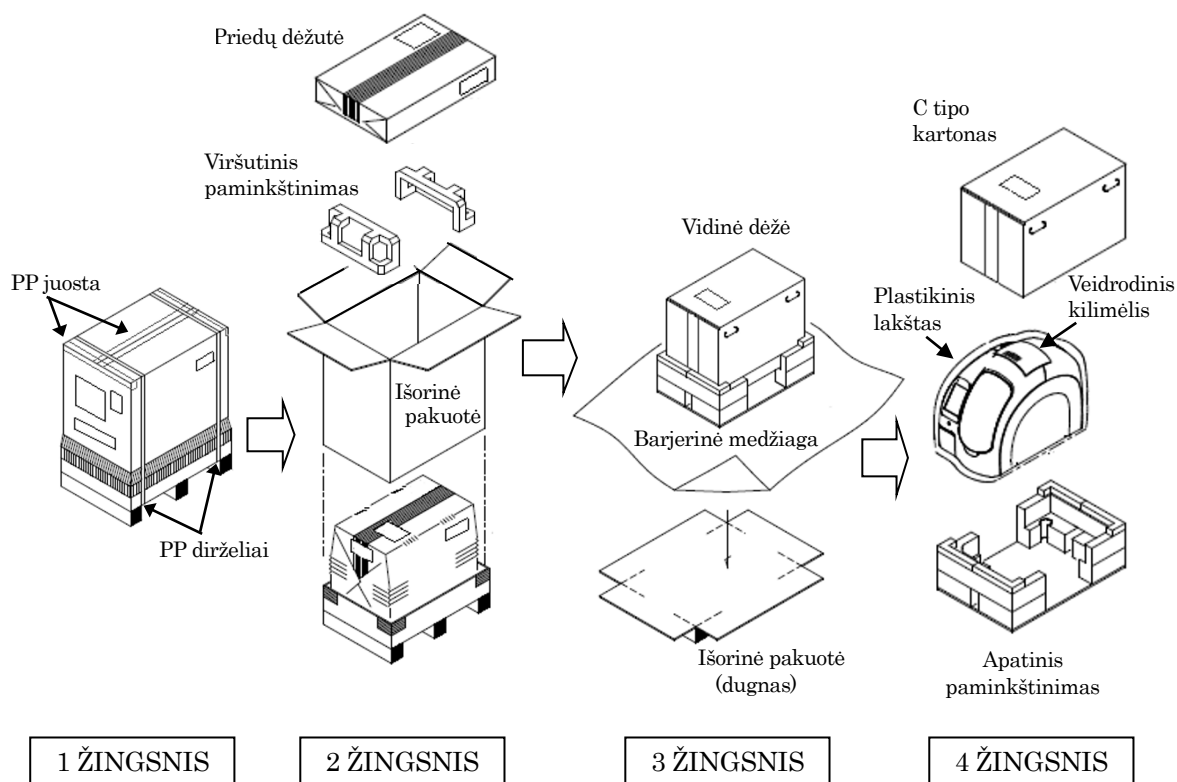 Priedų dėžutė
Viršutinis
paminkštinimas
PP juosta
Išorinė
pakuotė
PP dirželiai
Vidinė dėžė
Barjerinė medžiaga
Išorinė pakuotė
(dugnas)
C tipo
kartonas
Plastikinis
lakštas
Veidrodinis
kilimėlis
Apatinis
paminkštinimas
1 ŽINGSNIS
2 ŽINGSNIS
3 ŽINGSNIS
4 ŽINGSNIS